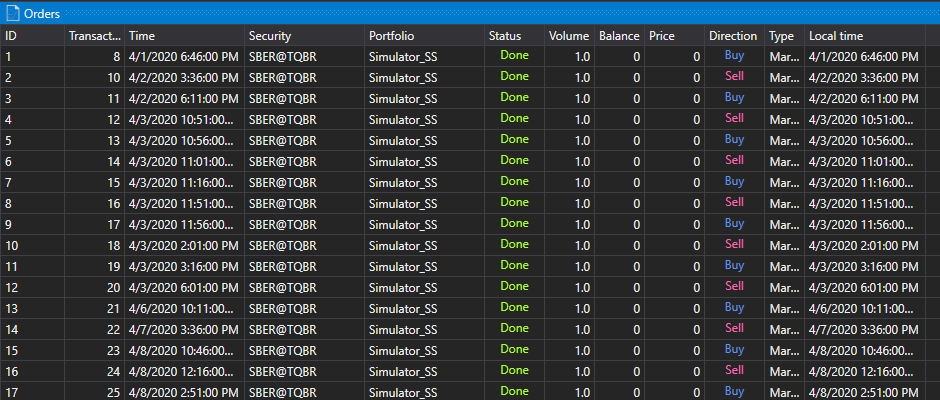 Orders
ID Transact... Time Security Portfolio Status Volume Balance Price Direction Type Local time
1 8 4/1/2020 6:46:00 PM SBER@TQBR Simulator_SS Done 1.0 0 0 Buy Mar... 4/1/2020 6:46:00 PM
2 10 4/2/2020 3:36:00 PM SBER@TQBR Simulator_SS Done 1.0 0 0 Sell Mar... 4/2/2020 3:36:00 PM
3 11 4/2/2020 6:11:00 PM SBER@TQBR Simulator_SS Done 1.0 0 0 Buy Mar... 4/2/2020 6:11:00 PM
4 12 4/3/2020 10:51:00... SBER@TQBR Simulator_SS Done 1.0 0 0 Sell Mar... 4/3/2020 10:51:00...
5 13 4/3/2020 10:56:00... SBER@TQBR Simulator_SS Done 1.0 0 0 Buy Mar... 4/3/2020 10:56:00...
6 14 4/3/2020 11:01:00... SBER@TQBR Simulator_SS Done 1.0 0 0 Sell Mar... 4/3/2020 11:01:00...
7 15 4/3/2020 11:16:00... SBER@TQBR Simulator_SS Done 1.0 0 0 Buy Mar... 4/3/2020 11:16:00...
8 16 4/3/2020 11:51:00... SBER@TQBR Simulator_SS Done 1.0 0 0 Sell Mar... 4/3/2020 11:51:00...
9 17 4/3/2020 11:56:00... SBER@TQBR Simulator_SS Done 1.0 0 0 Buy Mar... 4/3/2020 11:56:00...
10 18 4/3/2020 2:01:00 PM SBER@TQBR Simulator_SS Done 1.0 0 0 Sell Mar... 4/3/2020 2:01:00 PM
11 19 4/3/2020 3:16:00 PM SBER@TQBR Simulator_SS Done 1.0 0 0 Buy Mar... 4/3/2020 3:16:00 PM
12 20 4/3/2020 6:01:00 PM SBER@TQBR Simulator_SS Done 1.0 0 0 Sell Mar... 4/3/2020 6:01:00 PM
13 21 4/6/2020 10:11:00... SBER@TQBR Simulator_SS Done 1.0 0 0 Buy Mar... 4/6/2020 10:11:00...
14 22 4/7/2020 3:36:00 PM SBER@TQBR Simulator_SS Done 1.0 0 0 Sell Mar... 4/7/2020 3:36:00 PM
15 23 4/8/2020 10:46:00... SBER@TQBR Simulator_SS Done 1.0 0 0 Buy Mar... 4/8/2020 10:46:00...
16 24 4/8/2020 12:16:00... SBER@TQBR Simulator_SS Done 1.0 0 0 Sell Mar... 4/8/2020 12:16:00...
17 25 4/8/2020 2:51:00 PM SBER@TQBR Simulator_SS Done 1.0 0 0 Buy Mar... 4/8/2020 2:51:00 PM